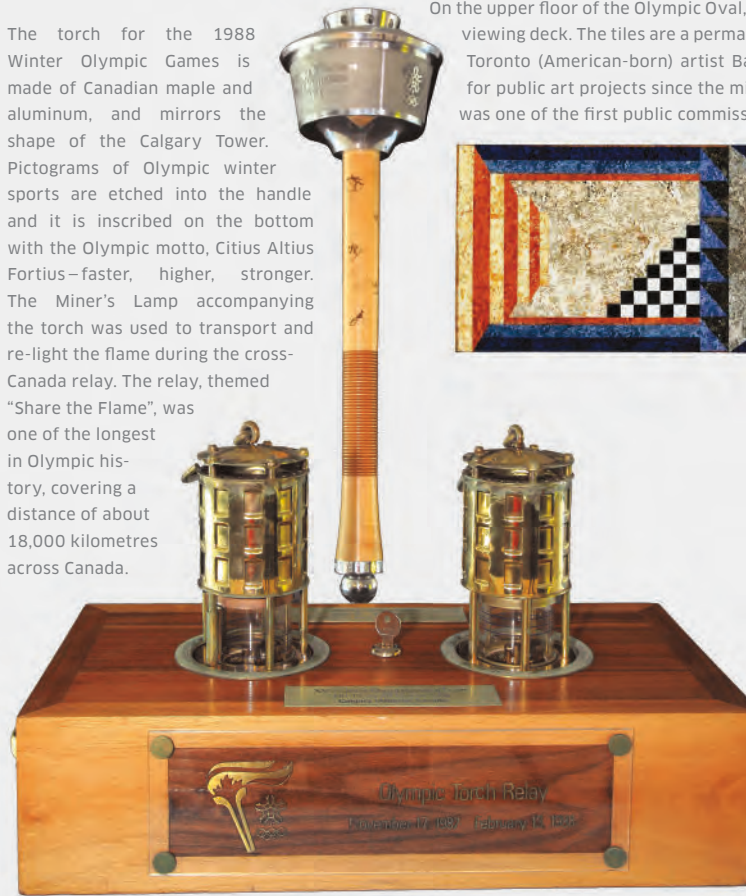 The torch for the 1988
Winter Olympic Games is
made of Canadian maple and
aluminum, and mirrors the
shape of the Calgary Tower.
Pictograms of Olympic winter
sports are etched into the handle
and it is inscribed on the bottom
with the Olympic motto, Citius Altius
Fortius – faster, higher, stronger.
The Miner's Lamp accompanying
the torch was used to transport and
re-light the flame during the cross-
Canada relay. The relay, themed
"Share the Flame", was
one of the longest
in Olympic his-
tory, covering a
distance of about
18,000 kilometres
across Canada.
On the upper floor of the Olympic Oval,
viewing deck. The tiles are a perma
Toronto (American-born) artist Ba
for public art projects since the m
was one of the first public commiss
Olympic Torch Relay
November 17, 1987 February 13, 1988